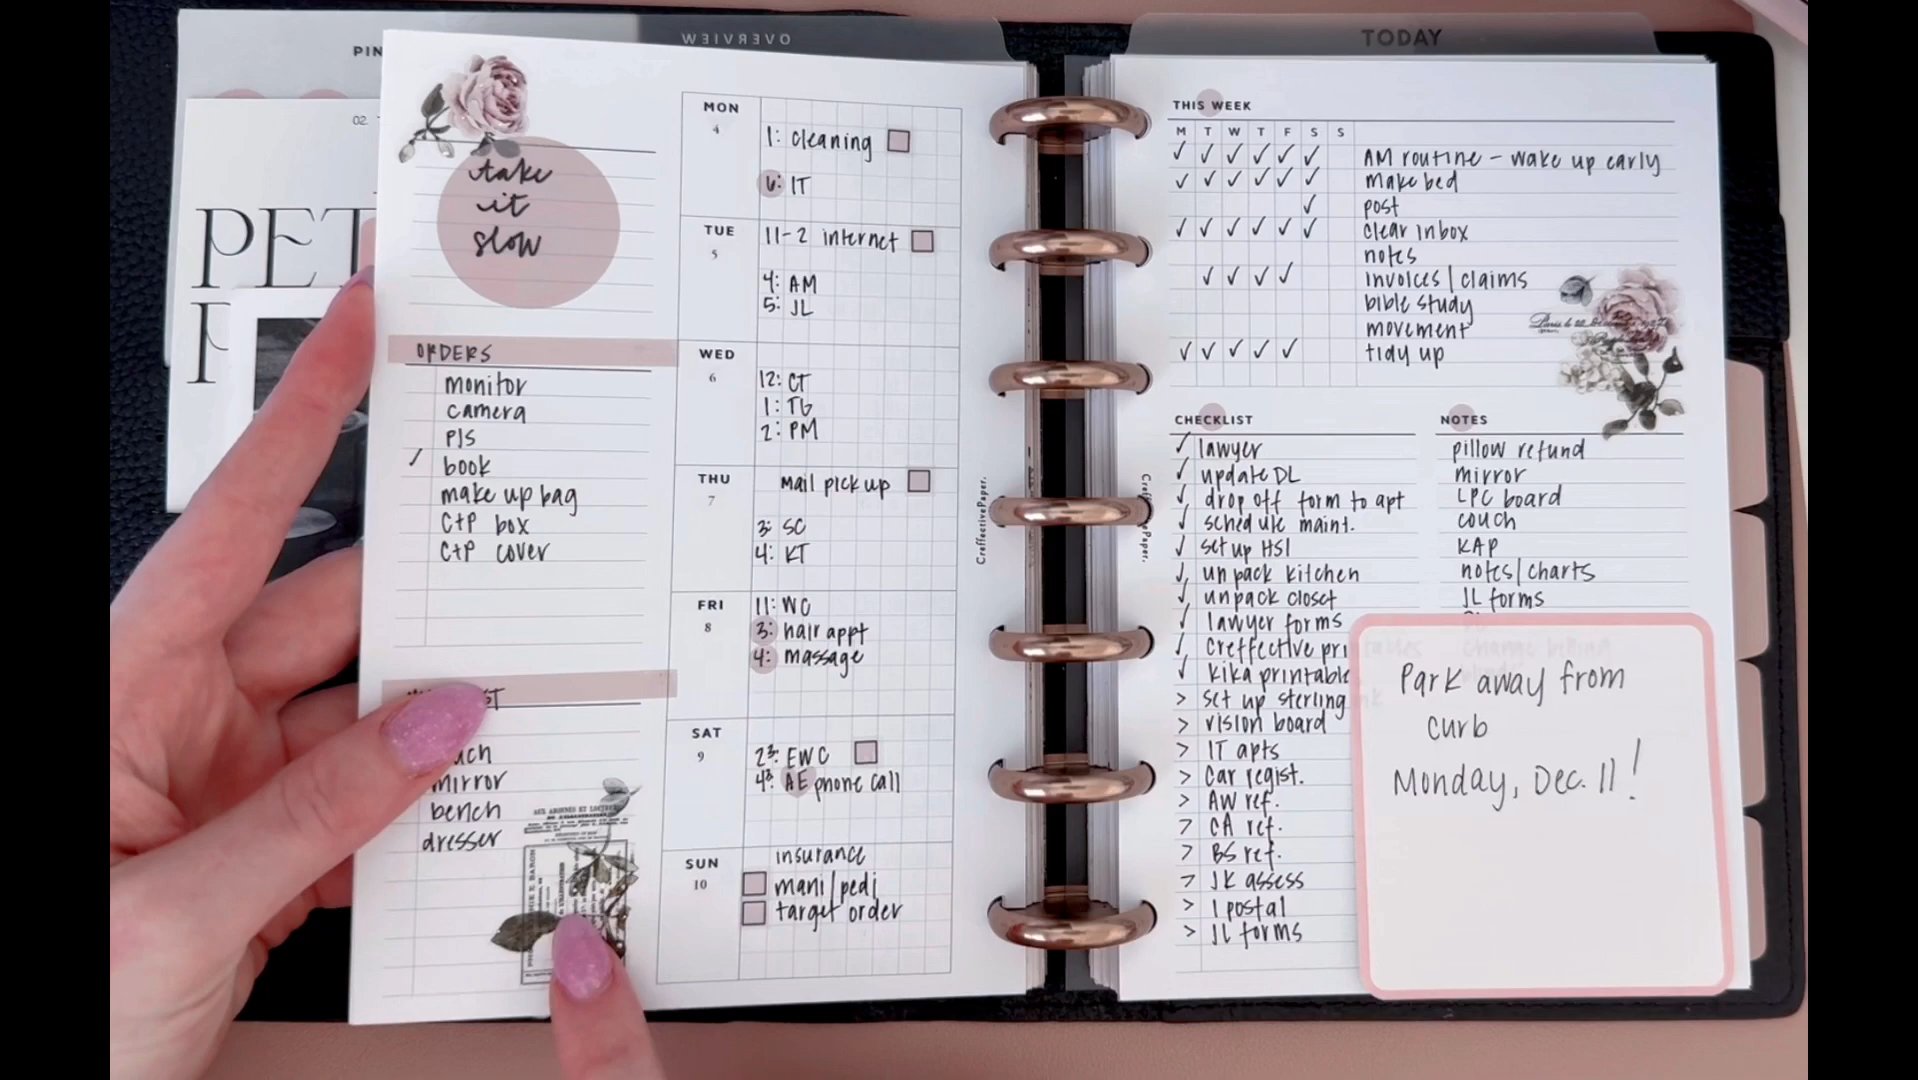 PIN
OVERVIEW
02.
PET
take
it
slow
ORDERS
monitor
camera
PJS
✓ book
make up bag
C+P box
C+P cover
mirror
bench
dresser
MON
4
1: cleaning
6: IT
TUE
5
11-2 internet
4: AM
5: JL
WED
6
12: CT
1: TG
2: PM
THU
7
mail pick up
3: SC
4: KT
FRI
8
11: WC
3: hair appt
4: massage
SAT
9
EWC
AE phone call
SUN
10
insurance
mani/pedi
target order
CreffectivePaper.
TODAY
THIS WEEK
M T W T F S S
✓ ✓ ✓ ✓ ✓ ✓ AM routine - wake up early
✓ ✓ ✓ ✓ ✓ ✓ make bed
✓ post
✓ ✓ ✓ ✓ ✓ ✓ clear inbox
notes
✓ ✓ ✓ ✓ invoices | claims
bible study
movement
✓ ✓ ✓ ✓ ✓ tidy up
CHECKLIST
✓ lawyer
✓ update DL
✓ drop off form to apt
✓ schedule maint.
✓ set up HSI
✓ unpack kitchen
✓ unpack closet
✓ lawyer forms
✓ creffective printables
✓ kika printable
> set up sterling ink
> vision board
> IT apts
> Car regist.
> AW ref.
> CA ref.
> BS ref.
> JK assess
> 1 postal
> JL forms
NOTES
pillow refund
mirror
LPC board
couch
KAP
notes/charts
JL forms
change billing
Park away from
curb
Monday, Dec. 11!